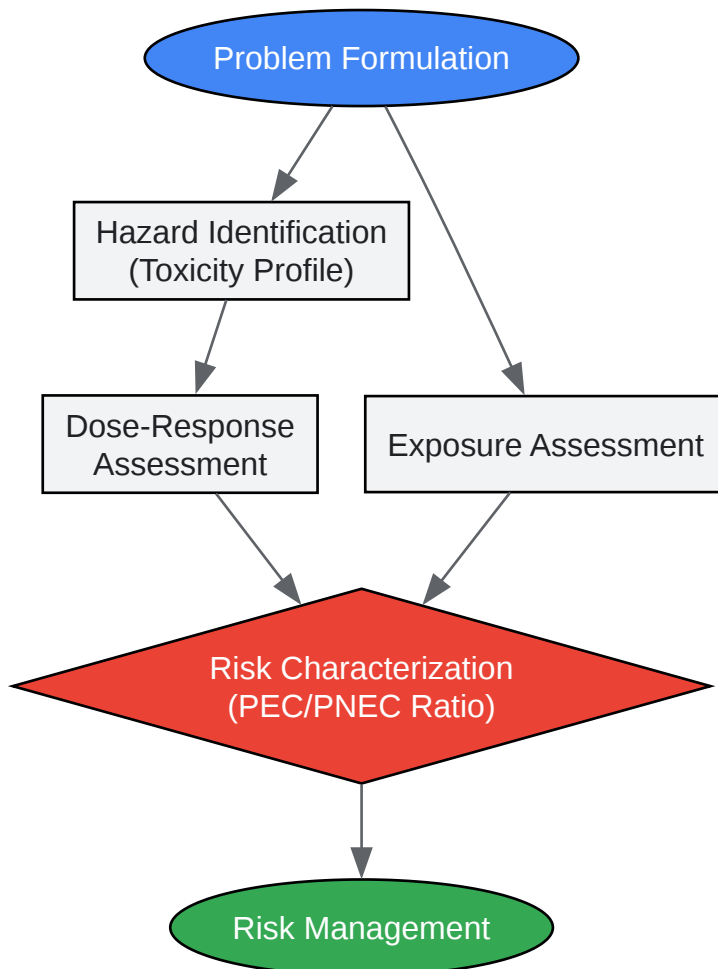 Problem Formulation
Hazard Identification
(Toxicity Profile)
Dose-Response
Assessment
Exposure Assessment
Risk Characterization
(PEC/PNEC Ratio)
Risk Management